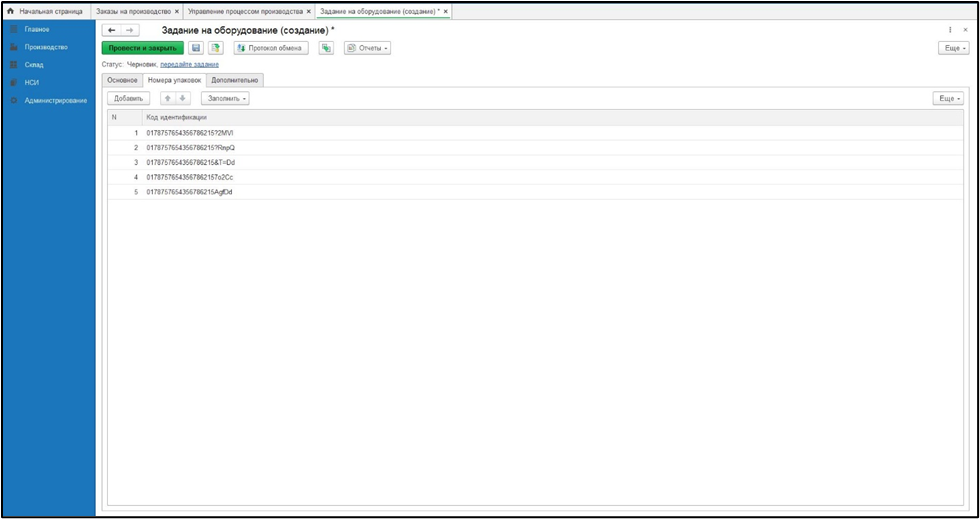 Начальная страница Заказы на производство × Управление процессом производства × Задание на оборудование (создание) * ×
Главное
Производство
Склад
НСИ
Администрирование
Задание на оборудование (создание) *
Провести и закрыть Протокол обмена Отчеты Еще
Статус: Черновик, передайте задание
Основное Номера упаковок Дополнительно
Добавить Заполнить Еще
N Код идентификации
1 0178757654356786215?2MVI
2 0178757654356786215?RnpQ
3 0178757654356786215&T=Dd
4 01787576543567862157o2Cc
5 0178757654356786215AgfDd